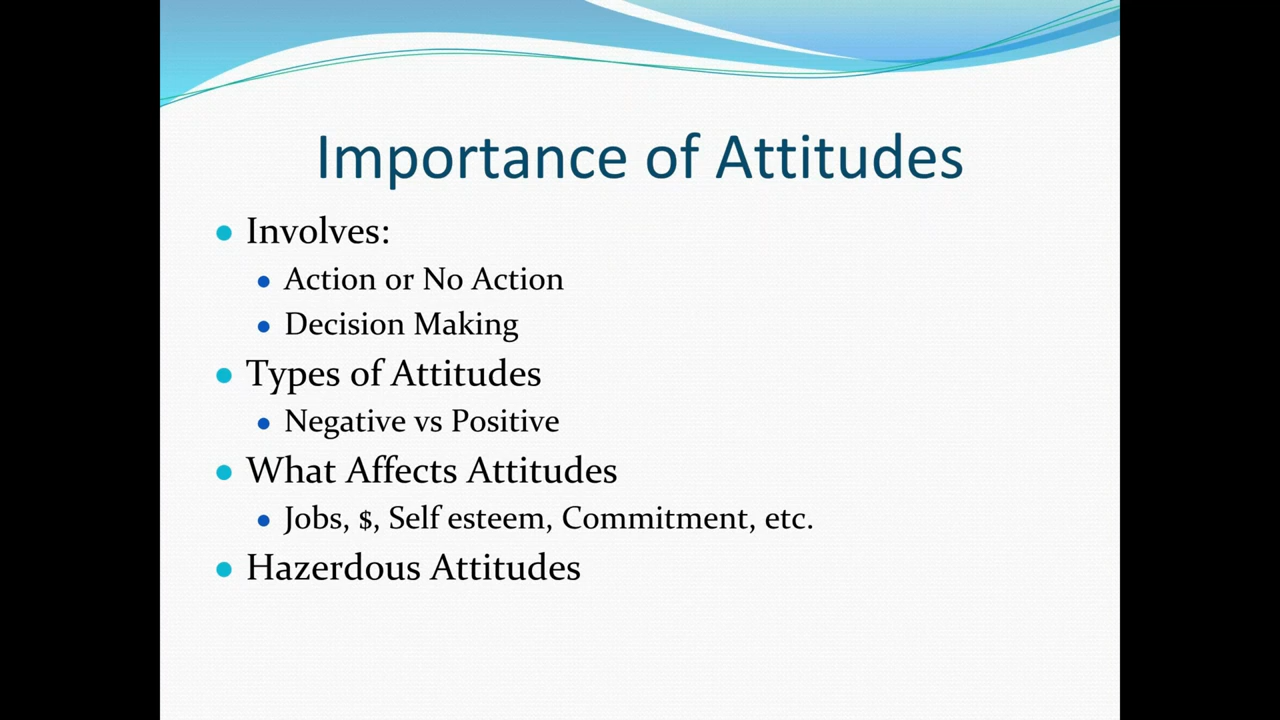 Importance of Attitudes
Involves:
Action or No Action
Decision Making
Types of Attitudes
Negative vs Positive
What Affects Attitudes
Jobs, $, Self esteem, Commitment, etc.
Hazerdous Attitudes